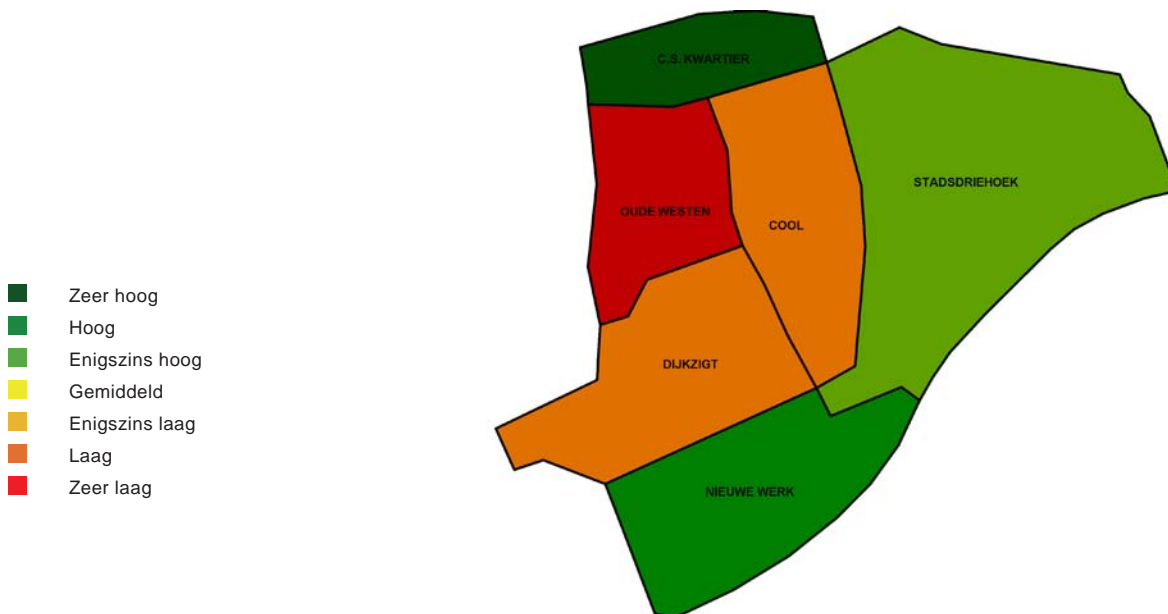 C.S. KWARTIER
STADSDRIEHOEK
OUDE WESTEN
COOL
DIJKZIGT
NIEUWE WERK
Zeer hoog
Hoog
Enigszins hoog
Gemiddeld
Enigszins laag
Laag
Zeer laag